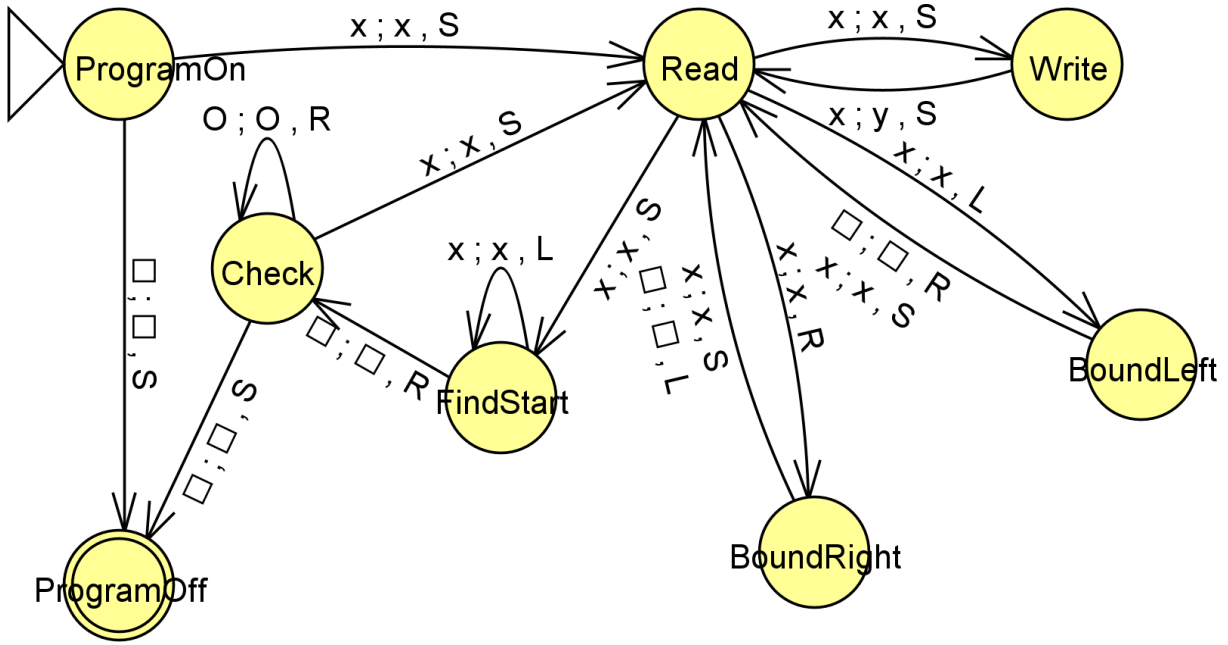 ProgramOn
x ; x , S
Read
x ; x , S
Write
x ; y , S
O ; O , R
x ; x , S
Check
x ; x , L
FindStart
□ ; □ , R
x ; x , S
□ ; □ , S
□ ; □ , S
x ; x , S
□ ; □ , L
x ; x , R
x ; x , L
□ ; □ , R
x ; x , S
BoundLeft
BoundRight
ProgramOff